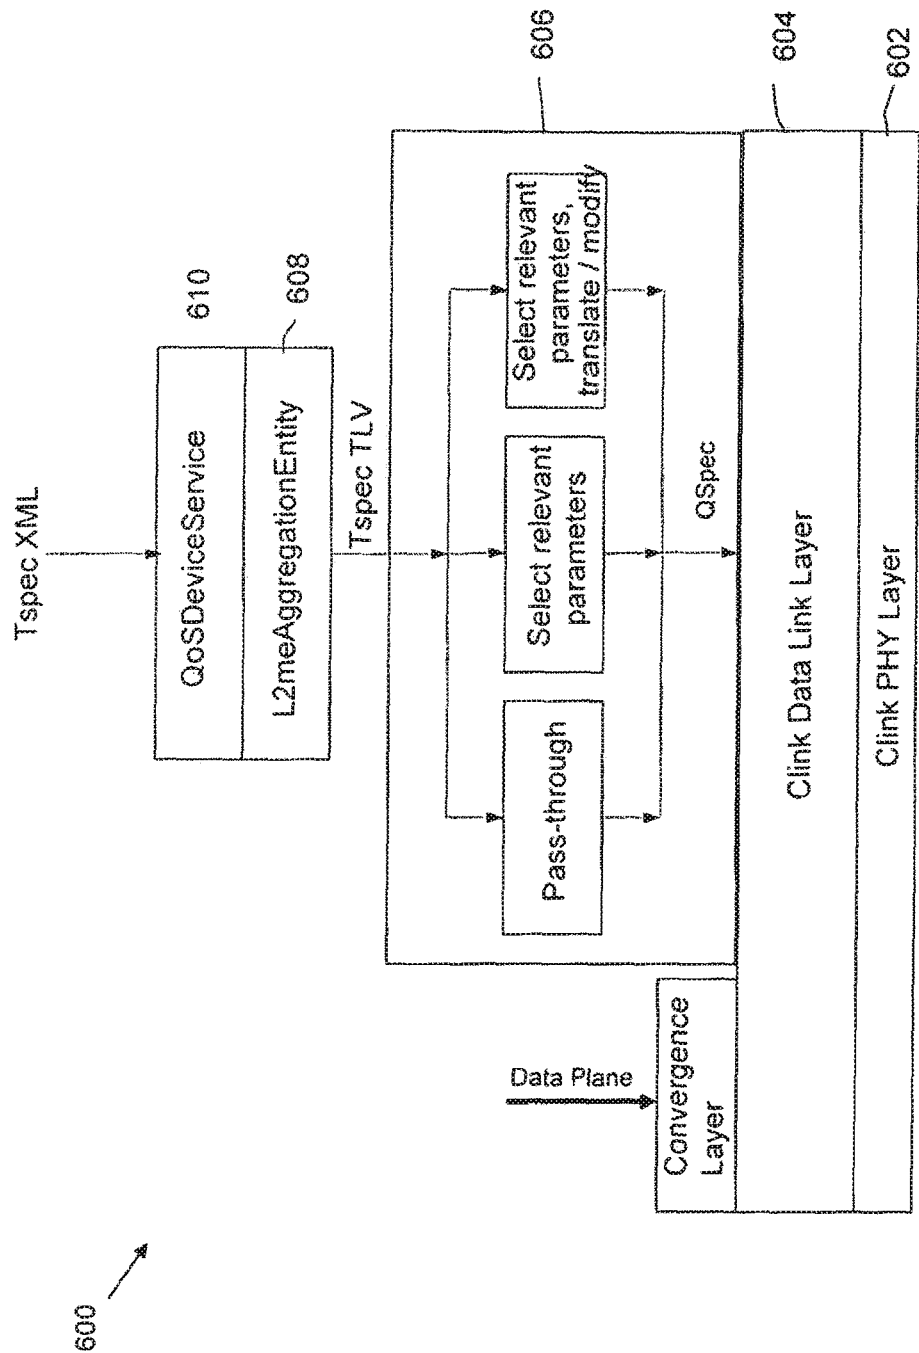 600
Tspec XML
QoSDeviceService
610
L2meAggregationEntity
608
Tspec TLV
606
Pass-through
Select relevant
parameters
Select relevant
parameters,
translate / modify
QSpec
Data Plane
Convergence
Layer
Clink Data Link Layer
604
Clink PHY Layer
602